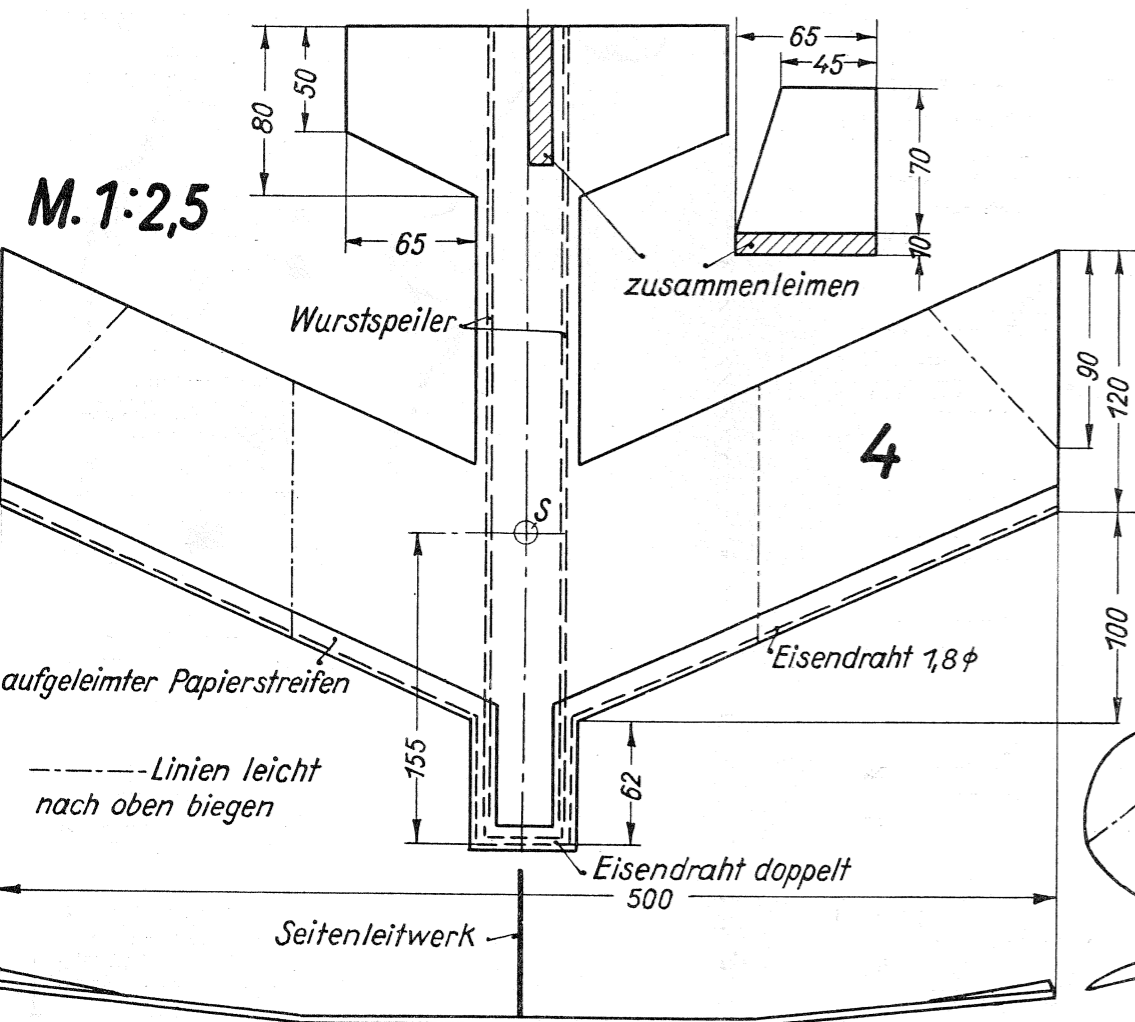 65
45
50
80
70
10
M. 1:2,5
65
zusammenleimen
Wurstspeiler
90
120
4
S
100
Eisendraht 1,8 ϕ
aufgeleimter Papierstreifen
155
62
Linien leicht
nach oben biegen
Eisendraht doppelt
500
Seitenleitwerk